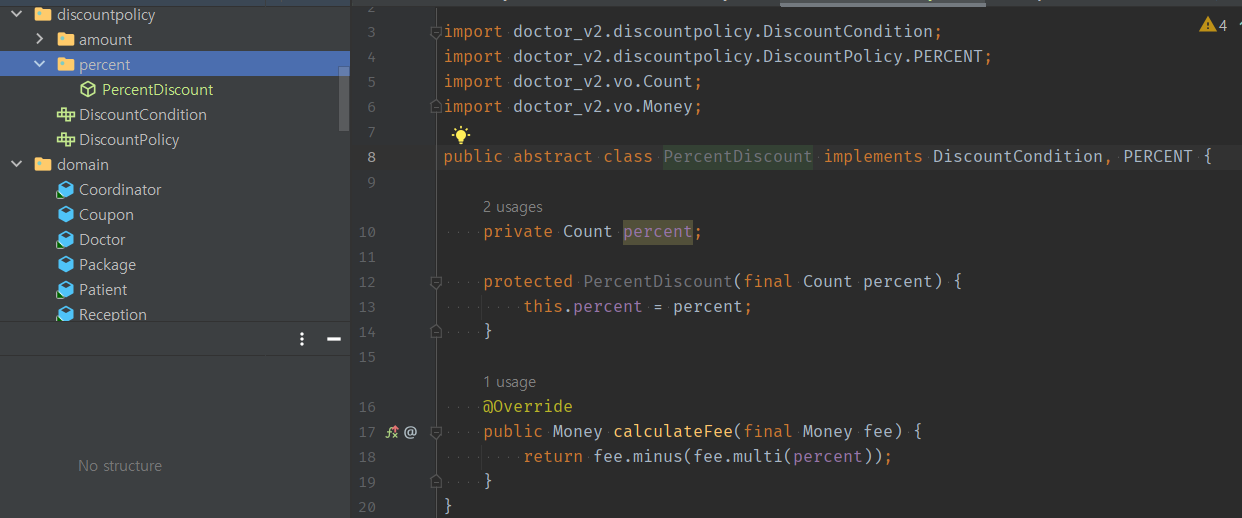 discountpolicy
amount
percent
PercentDiscount
DiscountCondition
DiscountPolicy
domain
Coordinator
Coupon
Doctor
Package
Patient
Reception
No structure
4
2
3 import doctor_v2.discountpolicy.DiscountCondition;
4 import doctor_v2.discountpolicy.DiscountPolicy.PERCENT;
5 import doctor_v2.vo.Count;
6 import doctor_v2.vo.Money;
7
8 public abstract class PercentDiscount implements DiscountCondition, PERCENT {
9
2 usages
10 private Count percent;
11
12 protected PercentDiscount(final Count percent) {
13 this.percent = percent;
14 }
15
1 usage
16 @Override
17 public Money calculateFee(final Money fee) {
18 return fee.minus(fee.multi(percent));
19 }
20 }